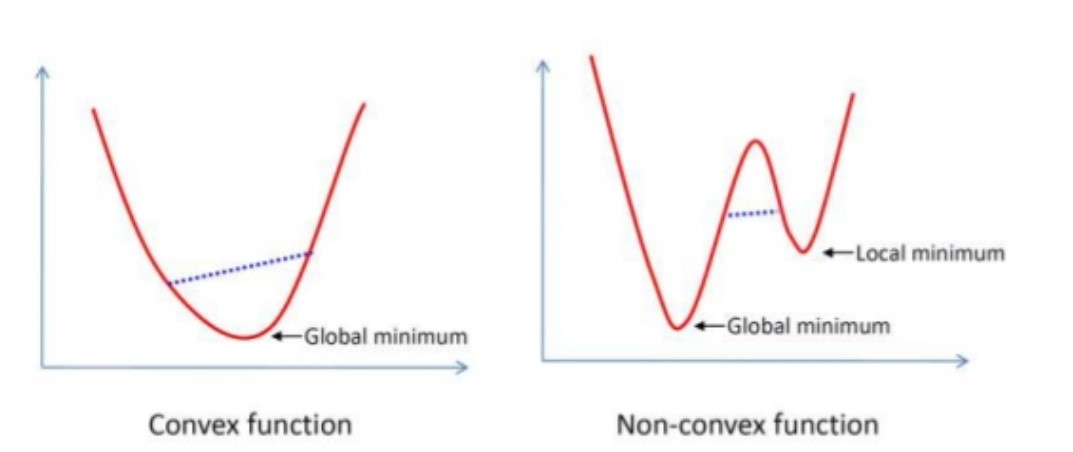 Global minimum
Convex function
Local minimum
Global minimum
Non-convex function